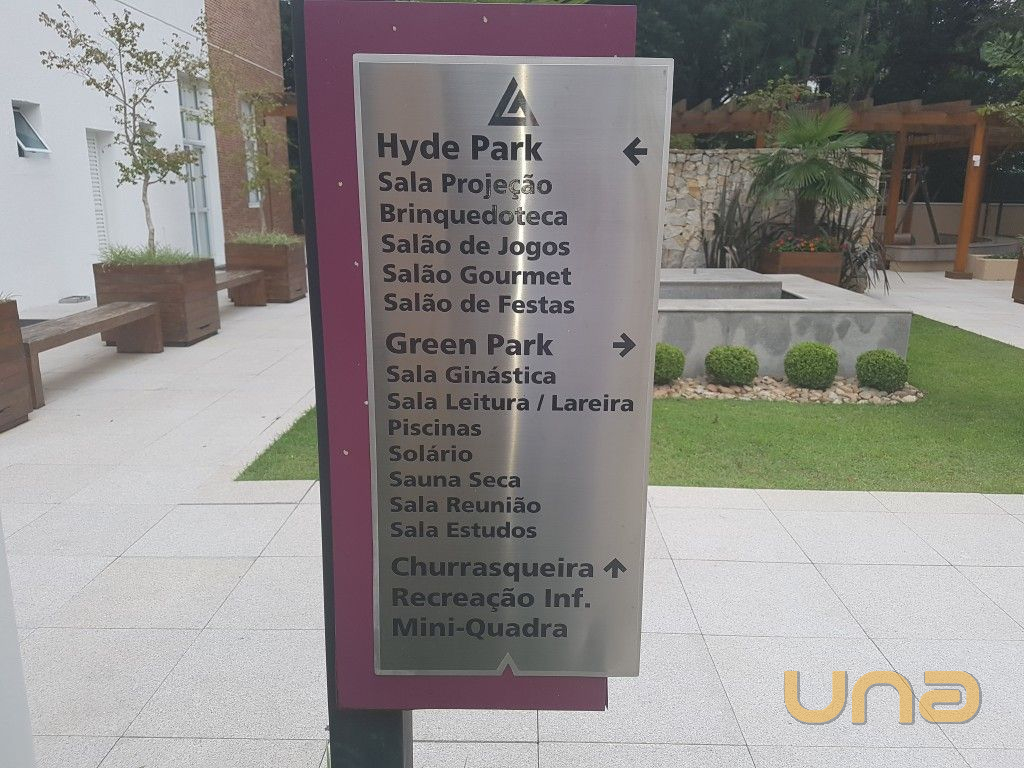 Hyde Park ←
Sala Projeção
Brinquedoteca
Salão de Jogos
Salão Gourmet
Salão de Festas
Green Park →
Sala Ginástica
Sala Leitura / Lareira
Piscinas
Solário
Sauna Seca
Sala Reunião
Sala Estudos
Churrasqueira ↑
Recreação Inf.
Mini-Quadra
una